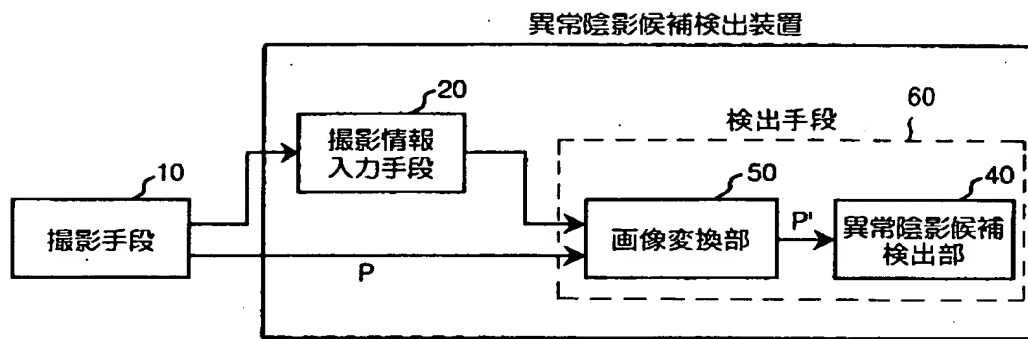 異常陰影候補検出装置
60
20
検出手段
撮影情報
入力手段
10
50
40
撮影手段
画像変換部
P'
異常陰影候補
検出部
P